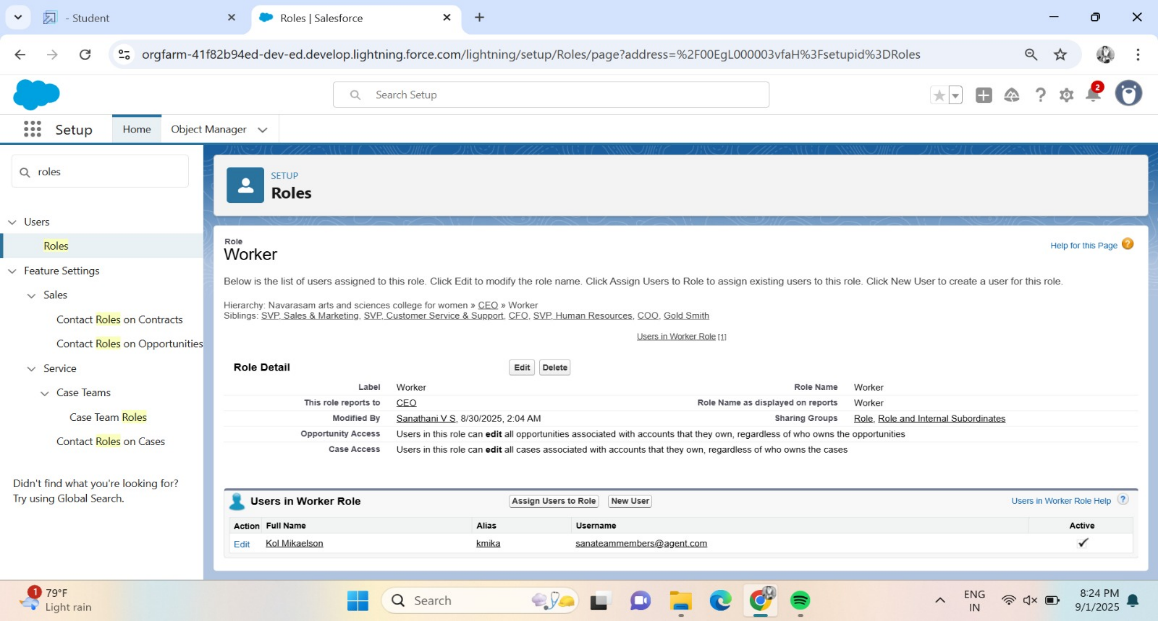 - Student
Roles | Salesforce
orgfarm-41f82b94ed-dev-ed.develop.lightning.force.com/lightning/setup/Roles/page?address=%2F00EgL000003vfaH%3Fsetupid%3DRoles
Search Setup
2
Setup
Home
Object Manager
roles
Users
Roles
Feature Settings
Sales
Contact Roles on Contracts
Contact Roles on Opportunities
Service
Case Teams
Case Team Roles
Contact Roles on Cases
Didn't find what you're looking for?
Try using Global Search.
SETUP
Roles
Role
Worker
Help for this Page
Below is the list of users assigned to this role. Click Edit to modify the role name. Click Assign Users to Role to assign existing users to this role. Click New User to create a user for this role.
Hierarchy: Navarasam arts and sciences college for women » CEO » Worker
Siblings: SVP, Sales & Marketing, SVP, Customer Service & Support, CFO, SVP, Human Resources, COO, Gold Smith
Users in Worker Role [1]
Role Detail Edit Delete
Label Worker Role Name Worker
This role reports to CEO Role Name as displayed on reports Worker
Modified By Sanathani V S, 8/30/2025, 2:04 AM Sharing Groups Role, Role and Internal Subordinates
Opportunity Access Users in this role can edit all opportunities associated with accounts that they own, regardless of who owns the opportunities
Case Access Users in this role can edit all cases associated with accounts that they own, regardless of who owns the cases
Users in Worker Role Assign Users to Role New User Users in Worker Role Help ?
Action Full Name Alias Username Active
Edit Kol Mikaelson kmika sanateammembers@agent.com
1
79°F
Light rain
Search
ENG
IN
8:24 PM
9/1/2025